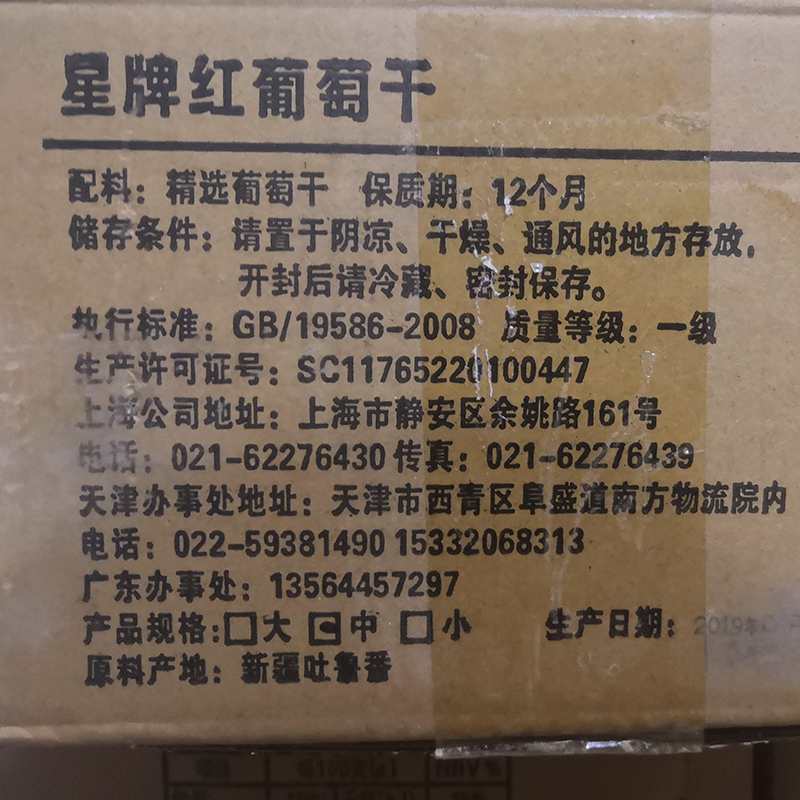 星牌红葡萄干
配料：精选葡萄干 保质期：12个月
储存条件：请置于阴凉、干燥、通风的地方存放，
开封后请冷藏、密封保存。
执行标准：GB/19586-2008 质量等级：一级
生产许可证号：SC11765220100447
上海公司地址：上海市静安区余姚路161号
电话：021-62276430 传真：021-62276439
天津办事处地址：天津市西青区阜盛道南方物流院内
电话：022-59381490 15332068313
广东办事处：13564457297
产品规格：□大 □中 □小 生产日期：2019年
原料产地：新疆吐鲁番